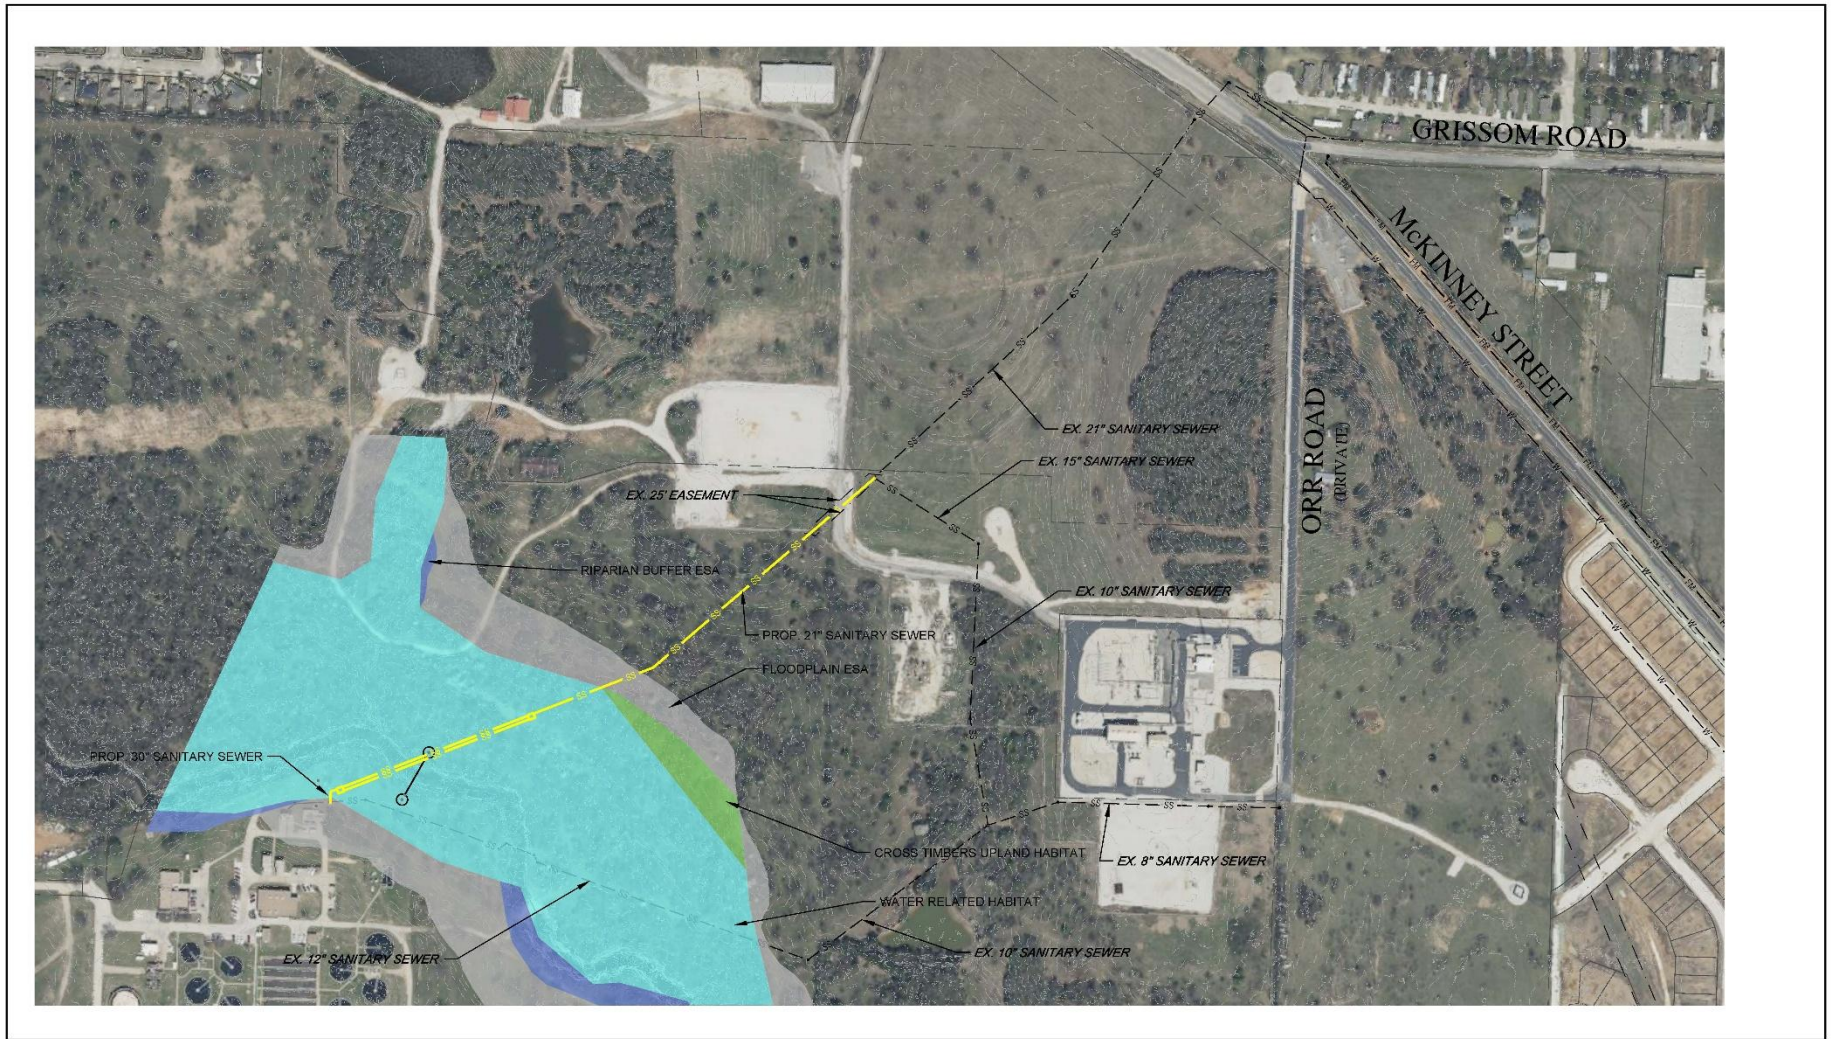 GRISSOM ROAD
McKINNEY STREET
ORR ROAD
(PRIVATE)
EX. 21" SANITARY SEWER
EX. 15" SANITARY SEWER
EX. 25' EASEMENT
RIPARIAN BUFFER ESA
EX. 10" SANITARY SEWER
PROP. 21" SANITARY SEWER
FLOODPLAIN ESA
PROP. 30" SANITARY SEWER
CROSS TIMBERS UPLAND HABITAT
EX. 8" SANITARY SEWER
WATER RELATED HABITAT
EX. 10" SANITARY SEWER
EX. 12" SANITARY SEWER